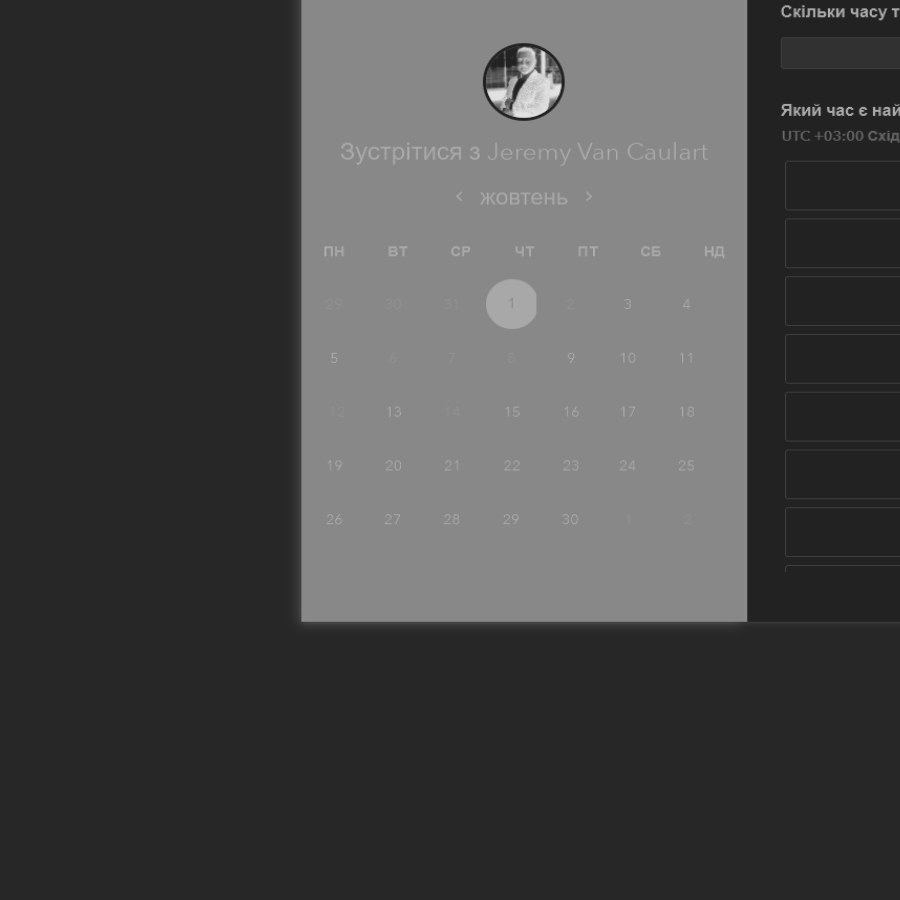 Скільки часу т
Який час є най
UTC +03:00 Схід
Зустрітися з Jeremy Van Caulart
жовтень
ПН ВТ СР ЧТ ПТ СБ НД
29 30 31 1 2 3 4
5 6 7 8 9 10 11
12 13 14 15 16 17 18
19 20 21 22 23 24 25
26 27 28 29 30 1 2